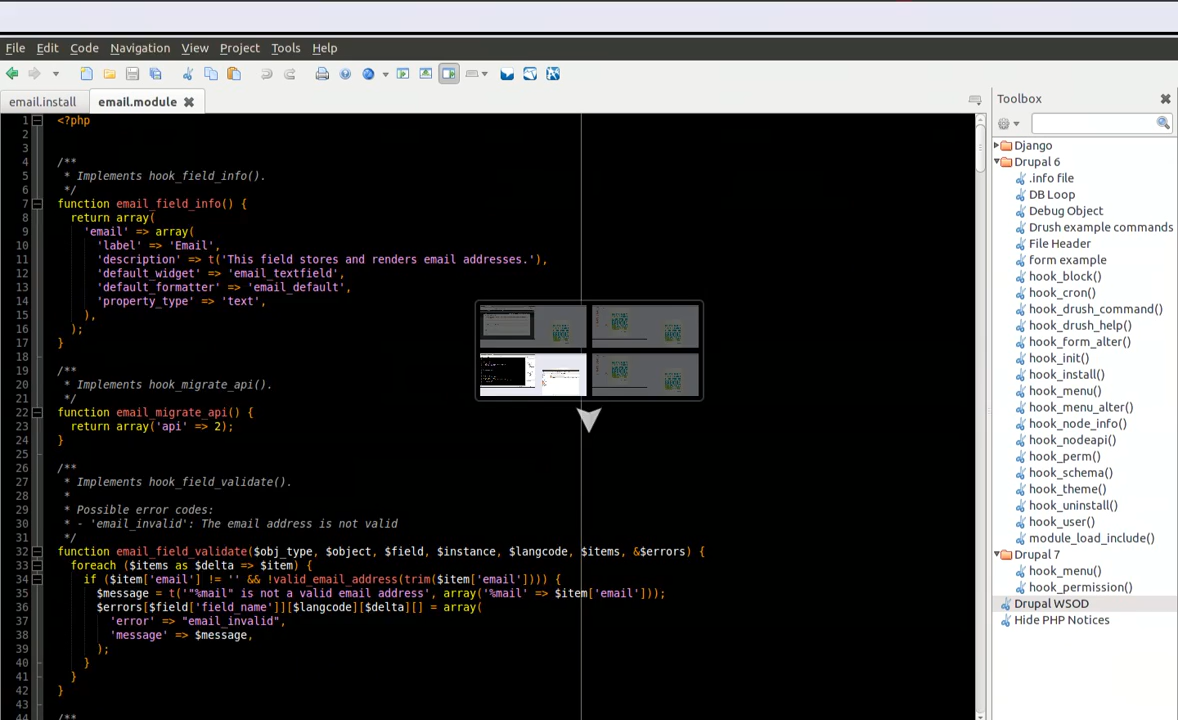 File Edit Code Navigation View Project Tools Help
email.install email.module
Toolbox
1 <?php
2
3
4 /**
5  * Implements hook_field_info().
6  */
7 function email_field_info() {
8   return array(
9     'email' => array(
10       'label' => 'Email',
11       'description' => t('This field stores and renders email addresses.'),
12       'default_widget' => 'email_textfield',
13       'default_formatter' => 'email_default',
14       'property_type' => 'text',
15     ),
16   );
17 }
18
19 /**
20  * Implements hook_migrate_api().
21  */
22 function email_migrate_api() {
23   return array('api' => 2);
24 }
25
26 /**
27  * Implements hook_field_validate().
28  *
29  * Possible error codes:
30  * - 'email_invalid': The email address is not valid
31  */
32 function email_field_validate($obj_type, $object, $field, $instance, $langcode, $items, &$errors) {
33   foreach ($items as $delta => $item) {
34     if ($item['email'] != '' && !valid_email_address(trim($item['email']))) {
35       $message = t('"%mail" is not a valid email address', array('%mail' => $item['email']));
36       $errors[$field['field_name']][$langcode][$delta][] = array(
37         'error' => "email_invalid",
38         'message' => $message,
39       );
40     }
41   }
42 }
43
44 /**
Django
Drupal 6
.info file
DB Loop
Debug Object
Drush example commands
File Header
form example
hook_block()
hook_cron()
hook_drush_command()
hook_drush_help()
hook_form_alter()
hook_init()
hook_install()
hook_menu()
hook_menu_alter()
hook_node_info()
hook_nodeapi()
hook_perm()
hook_schema()
hook_theme()
hook_uninstall()
hook_user()
module_load_include()
Drupal 7
hook_menu()
hook_permission()
Drupal WSOD
Hide PHP Notices